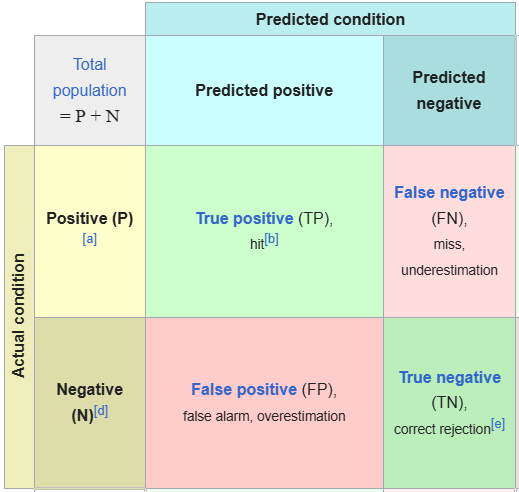 Predicted condition
Total
population
= P + N
Predicted positive
Predicted
negative
Actual condition
Positive (P)
[a]
True positive (TP),
hit[b]
False negative
(FN),
miss,
underestimation
Negative
(N)[d]
False positive (FP),
false alarm, overestimation
True negative
(TN),
correct rejection[e]